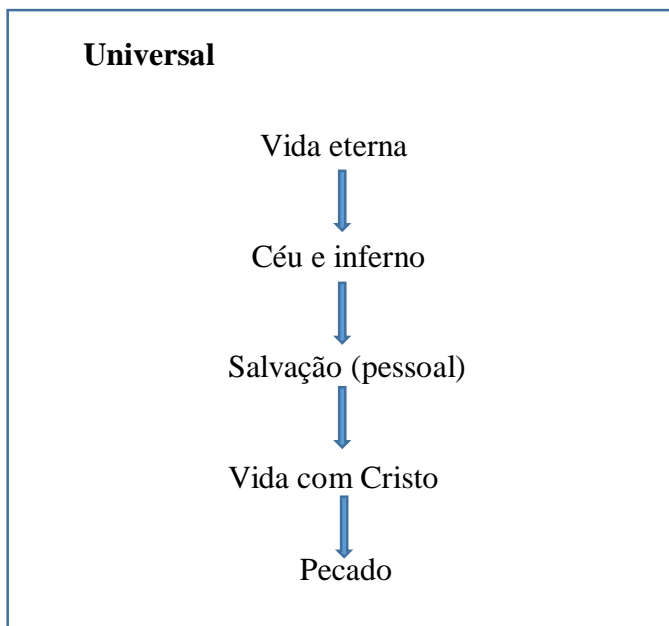 Universal
Vida eterna
Céu e inferno
Salvação (pessoal)
Vida com Cristo
Pecado